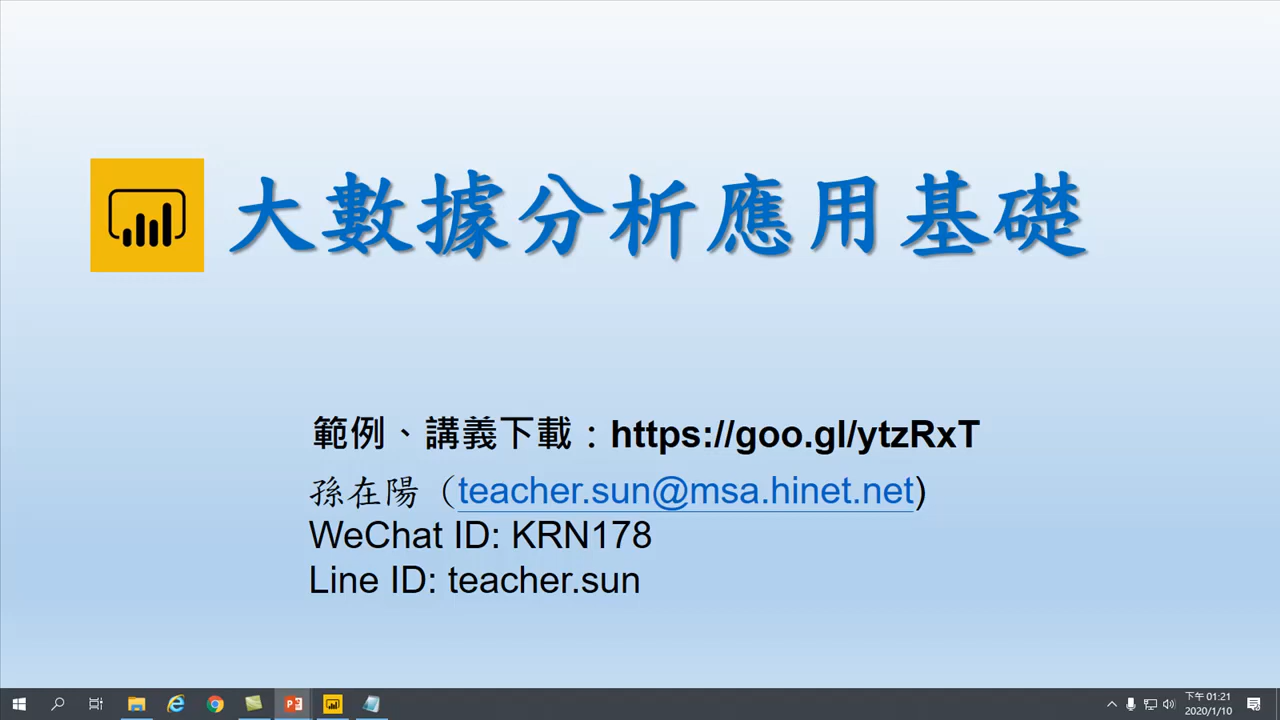 大數據分析應用基礎
範例、講義下載：https://goo.gl/ytzRxT
孫在陽（teacher.sun@msa.hinet.net)
WeChat ID: KRN178
Line ID: teacher.sun
下午 01:21
2020/1/10